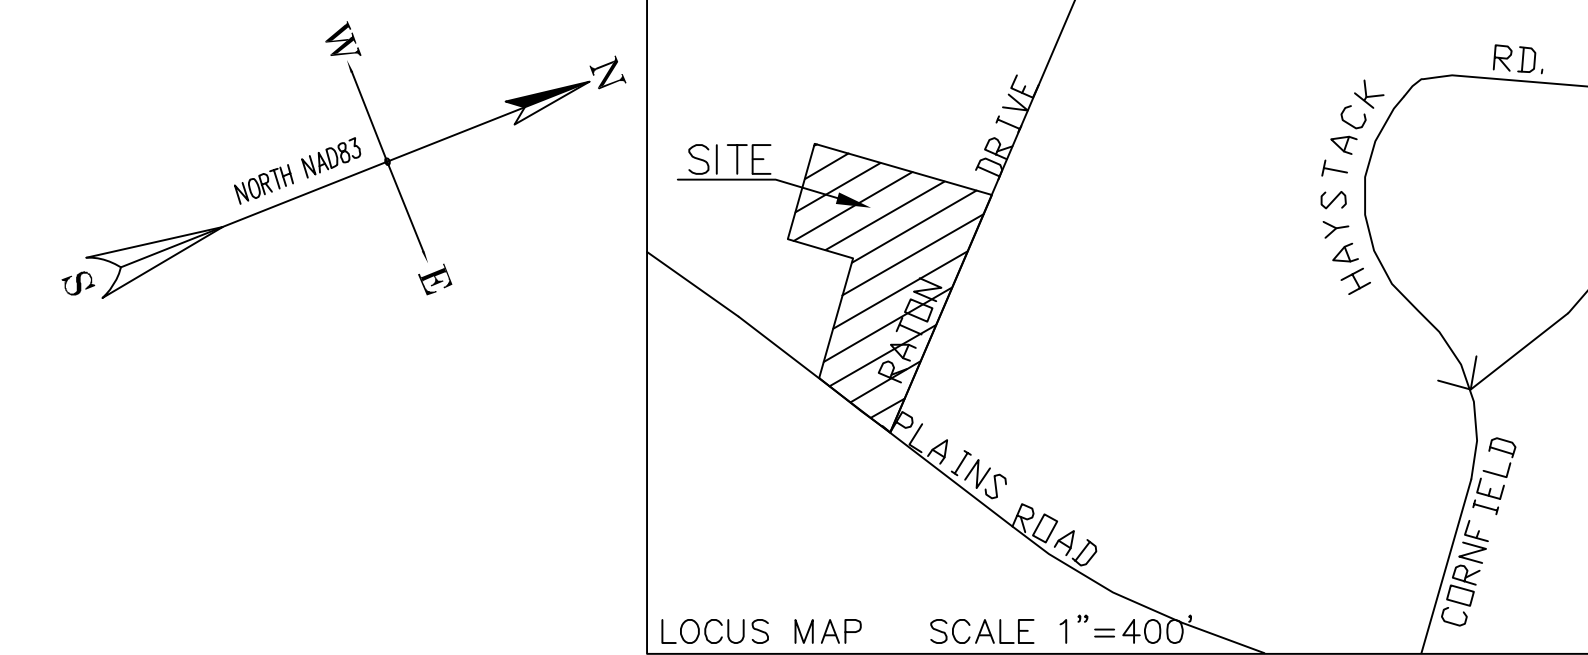 W
N
NORTH NAD83
S
E
SITE
PATON DRIVE
HAYSTACK RD.
PLAINS ROAD
CORNFIELD
LOCUS MAP SCALE 1"=400'